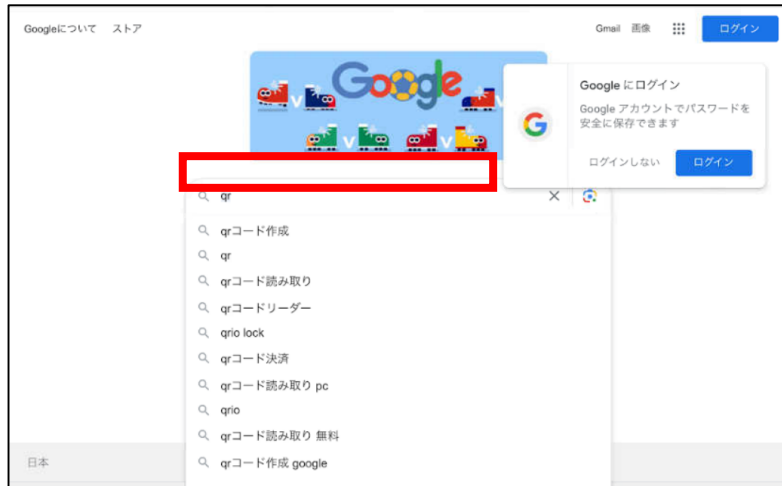 Googleについて ストア
Gmail 画像
ログイン
Google
v v
v v
Google にログイン
Google アカウントでパスワードを
安全に保存できます
ログインしない ログイン
qr
qrコード作成
qr
qrコード読み取り
qrコードリーダー
qrio lock
qrコード決済
qrコード読み取り pc
qrio
qrコード読み取り 無料
qrコード作成 google
日本